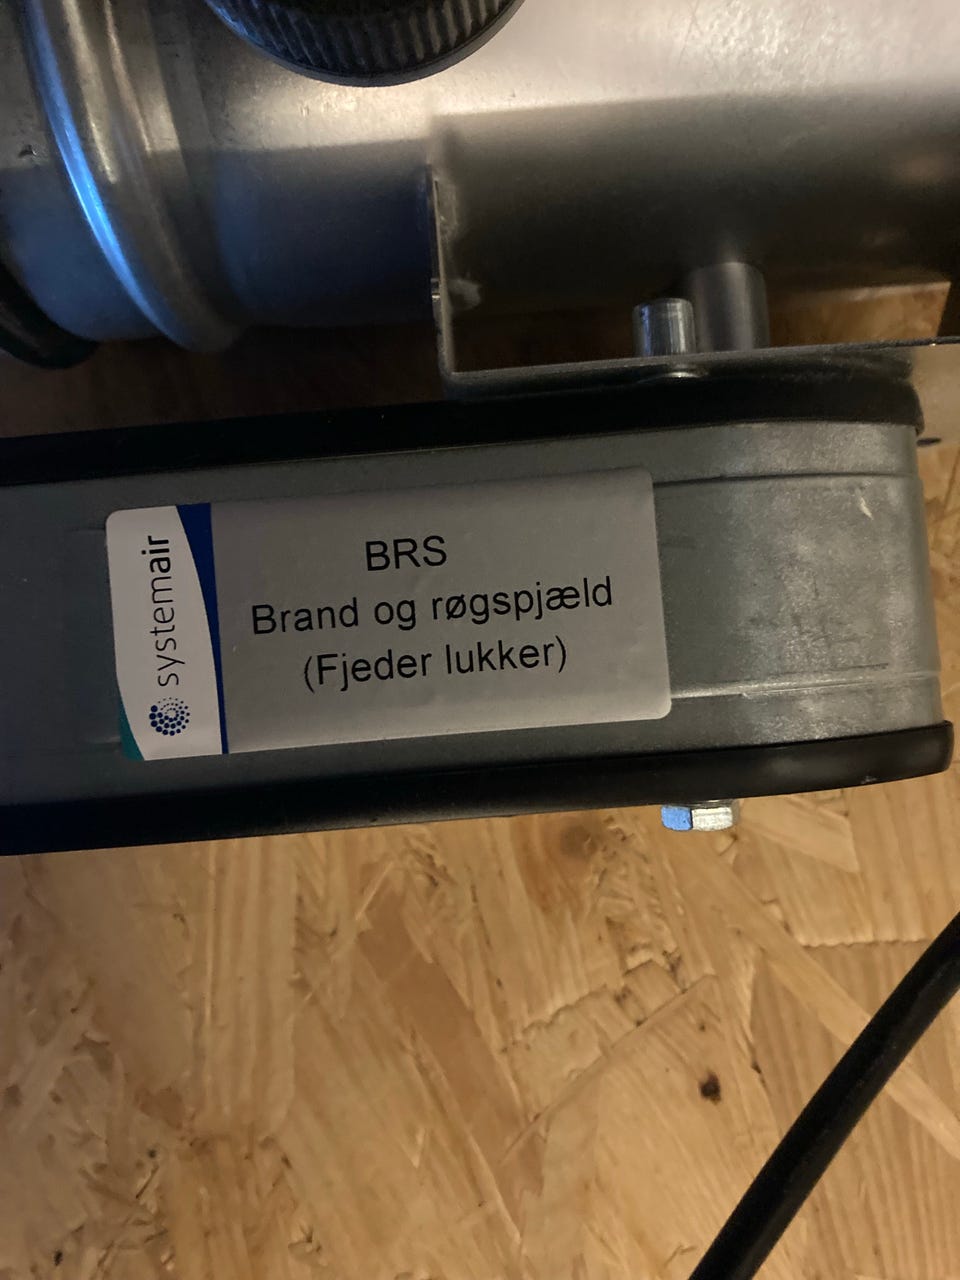 systemair
BRS
Brand og røgspjæld
(Fjeder lukker)